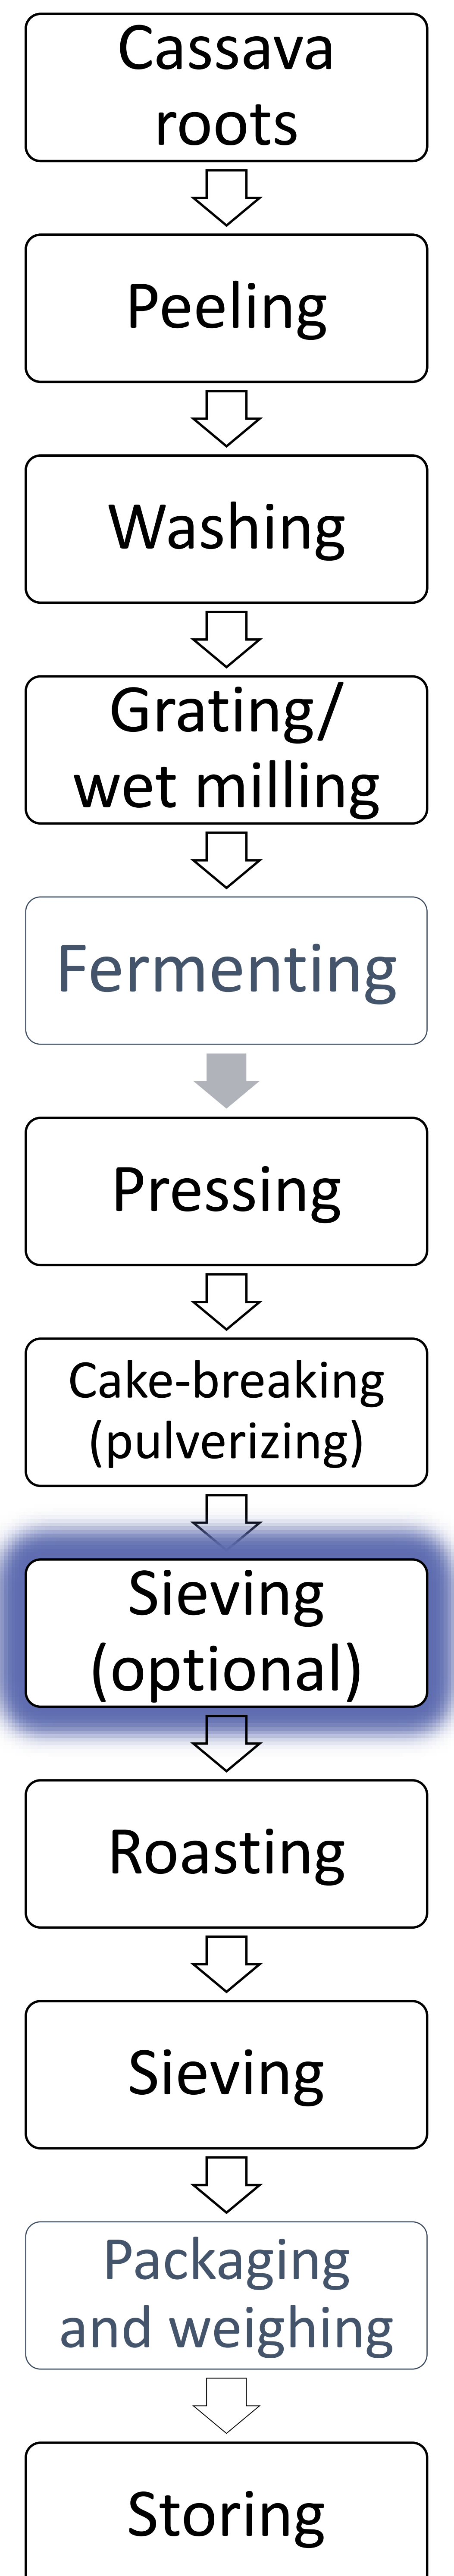 Cassava
roots
Peeling
Washing
Grating/
wet milling
Fermenting
Pressing
Cake-breaking
(pulverizing)
Sieving
(optional)
Roasting
Sieving
Packaging
and weighing
Storing